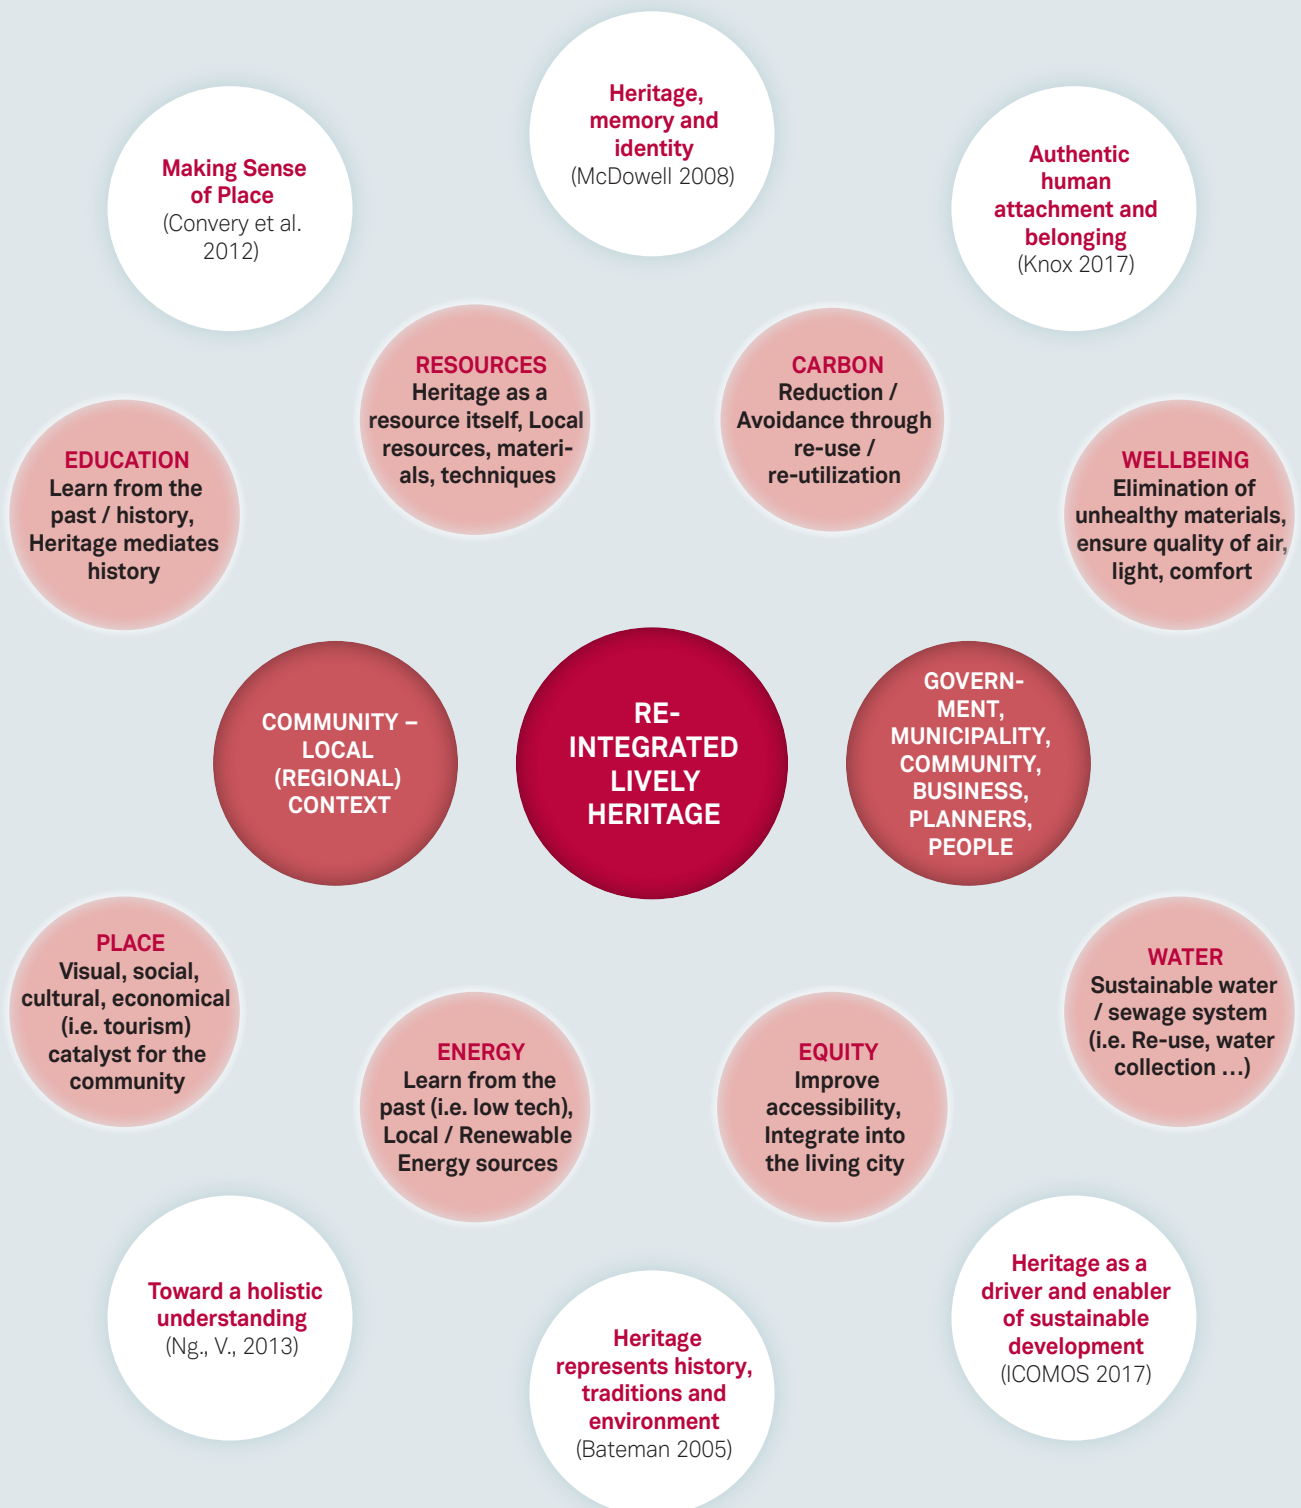 Heritage,
memory and
identity
(McDowell 2008)
Making Sense
of Place
(Convery et al.
2012)
Authentic
human
attachment and
belonging
(Knox 2017)
RESOURCES
Heritage as a
resource itself, Local
resources, materi-
als, techniques
CARBON
Reduction /
Avoidance through
re-use /
re-utilization
EDUCATION
Learn from the
past / history,
Heritage mediates
history
WELLBEING
Elimination of
unhealthy materials,
ensure quality of air,
light, comfort
COMMUNITY –
LOCAL
(REGIONAL)
CONTEXT
RE-
INTEGRATED
LIVELY
HERITAGE
GOVERN-
MENT,
MUNICIPALITY,
COMMUNITY,
BUSINESS,
PLANNERS,
PEOPLE
PLACE
Visual, social,
cultural, economical
(i.e. tourism)
catalyst for the
community
WATER
Sustainable water
/ sewage system
(i.e. Re-use, water
collection …)
ENERGY
Learn from the
past (i.e. low tech),
Local / Renewable
Energy sources
EQUITY
Improve
accessibility,
Integrate into
the living city
Toward a holistic
understanding
(Ng., V., 2013)
Heritage
represents history,
traditions and
environment
(Bateman 2005)
Heritage as a
driver and enabler
of sustainable
development
(ICOMOS 2017)